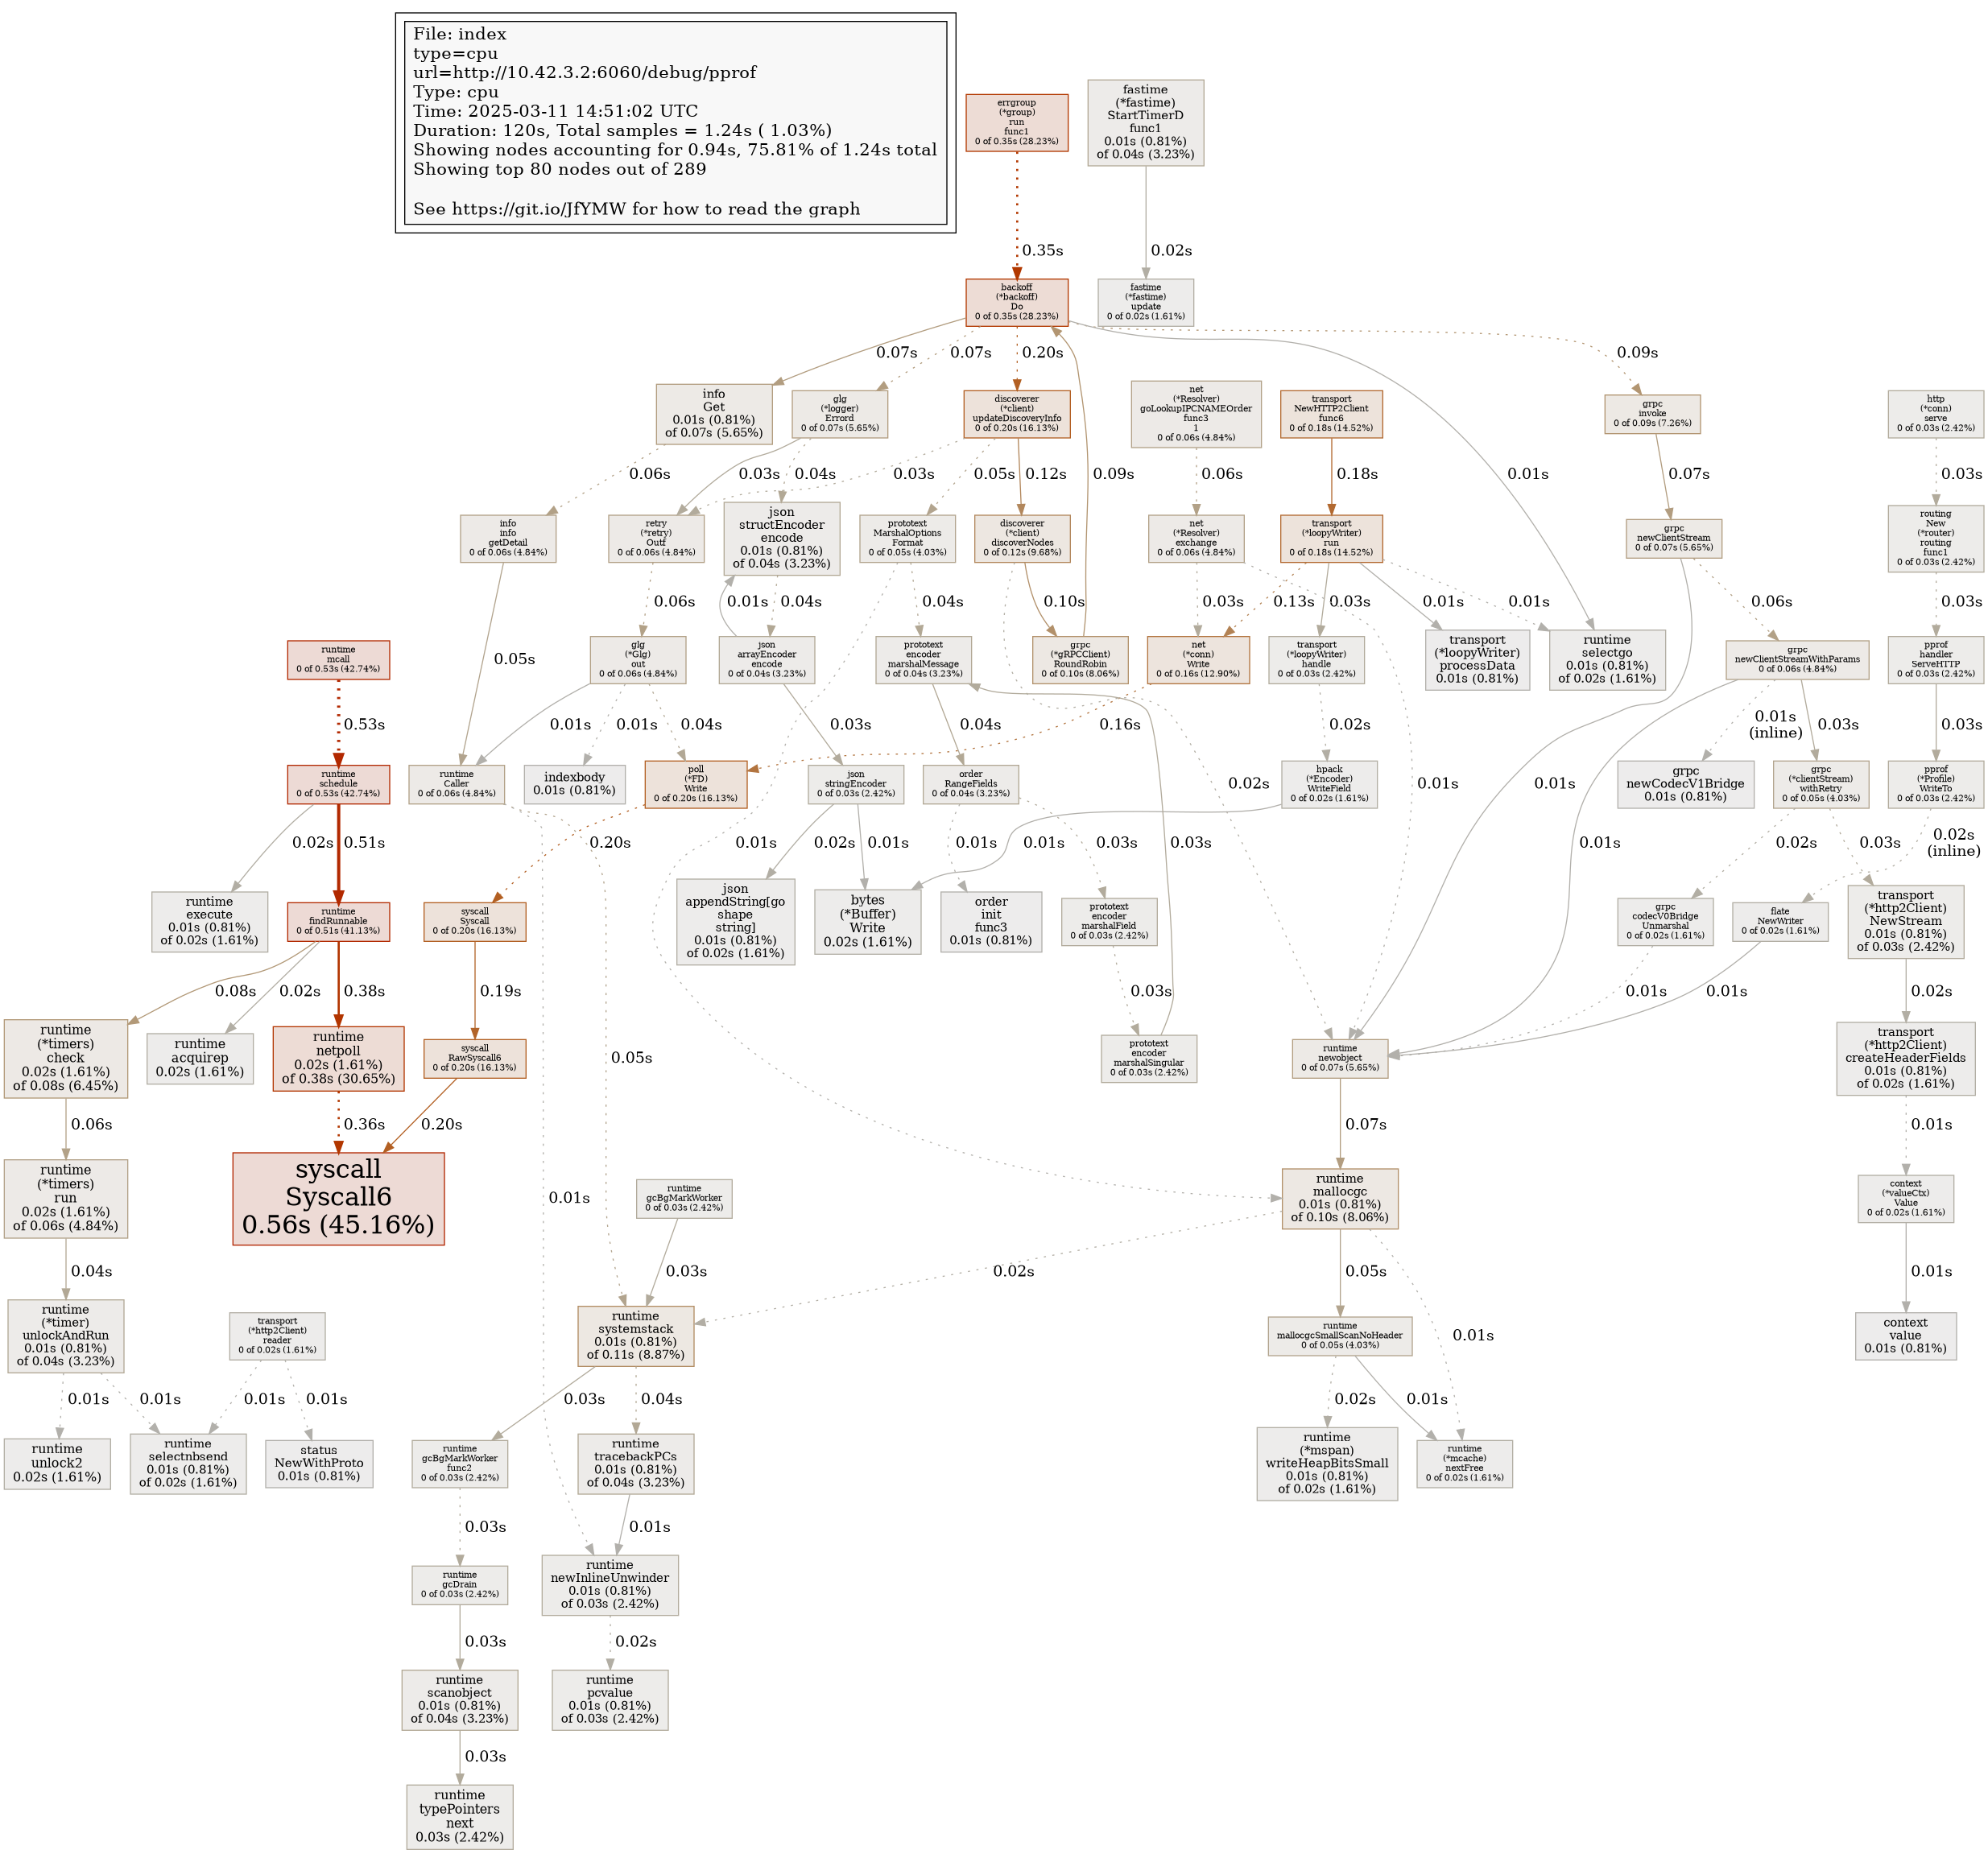 File: index
type=cpu
url=http://10.42.3.2:6060/debug/pprof
Type: cpu
Time: 2025-03-11 14:51:02 UTC
Duration: 120s, Total samples = 1.24s ( 1.03%)
Showing nodes accounting for 0.94s, 75.81% of 1.24s total
Showing top 80 nodes out of 289
See https://git.io/JfYMW for how to read the graph
errgroup
(*group)
run
func1
0 of 0.35s (28.23%)
fastime
(*fastime)
StartTimerD
func1
0.01s (0.81%)
of 0.04s (3.23%)
0.35s
0.02s
backoff
(*backoff)
Do
0 of 0.35s (28.23%)
fastime
(*fastime)
update
0 of 0.02s (1.61%)
0.07s
0.07s
0.20s
0.09s
info
Get
0.01s (0.81%)
of 0.07s (5.65%)
glg
(*logger)
Errord
0 of 0.07s (5.65%)
discoverer
(*client)
updateDiscoveryInfo
0 of 0.20s (16.13%)
net
(*Resolver)
goLookupIPCNAMEOrder
func3
1
0 of 0.06s (4.84%)
transport
NewHTTP2Client
func6
0 of 0.18s (14.52%)
grpc
invoke
0 of 0.09s (7.26%)
http
(*conn)
serve
0 of 0.03s (2.42%)
0.06s
0.03s
0.04s
0.03s
0.05s
0.12s
0.09s
0.06s
0.18s
0.01s
0.07s
0.03s
info
info
getDetail
0 of 0.06s (4.84%)
retry
(*retry)
Outf
0 of 0.06s (4.84%)
json
structEncoder
encode
0.01s (0.81%)
of 0.04s (3.23%)
prototext
MarshalOptions
Format
0 of 0.05s (4.03%)
discoverer
(*client)
discoverNodes
0 of 0.12s (9.68%)
net
(*Resolver)
exchange
0 of 0.06s (4.84%)
transport
(*loopyWriter)
run
0 of 0.18s (14.52%)
grpc
newClientStream
0 of 0.07s (5.65%)
routing
New
(*router)
routing
func1
0 of 0.03s (2.42%)
0.06s
0.01s
0.04s
0.04s
0.10s
0.03s
0.13s
0.03s
0.01s
0.01s
0.06s
0.03s
runtime
mcall
0 of 0.53s (42.74%)
0.05s
glg
(*Glg)
out
0 of 0.06s (4.84%)
json
arrayEncoder
encode
0 of 0.04s (3.23%)
prototext
encoder
marshalMessage
0 of 0.04s (3.23%)
grpc
(*gRPCClient)
RoundRobin
0 of 0.10s (8.06%)
net
(*conn)
Write
0 of 0.16s (12.90%)
transport
(*loopyWriter)
handle
0 of 0.03s (2.42%)
transport
(*loopyWriter)
processData
0.01s (0.81%)
runtime
selectgo
0.01s (0.81%)
of 0.02s (1.61%)
grpc
newClientStreamWithParams
0 of 0.06s (4.84%)
pprof
handler
ServeHTTP
0 of 0.03s (2.42%)
0.53s
0.01s
0.01s
0.04s
0.03s
0.04s
0.16s
0.02s
0.01s
(inline)
0.03s
0.03s
runtime
schedule
0 of 0.53s (42.74%)
runtime
Caller
0 of 0.06s (4.84%)
indexbody
0.01s (0.81%)
poll
(*FD)
Write
0 of 0.20s (16.13%)
json
stringEncoder
0 of 0.03s (2.42%)
order
RangeFields
0 of 0.04s (3.23%)
0.02s
hpack
(*Encoder)
WriteField
0 of 0.02s (1.61%)
0.01s
0.01s
grpc
newCodecV1Bridge
0.01s (0.81%)
grpc
(*clientStream)
withRetry
0 of 0.05s (4.03%)
pprof
(*Profile)
WriteTo
0 of 0.03s (2.42%)
0.02s
0.51s
0.20s
0.01s
0.02s
0.01s
0.01s
0.01s
0.03s
0.03s
0.01s
0.02s
0.03s
0.02s
(inline)
runtime
execute
0.01s (0.81%)
of 0.02s (1.61%)
runtime
findRunnable
0 of 0.51s (41.13%)
syscall
Syscall
0 of 0.20s (16.13%)
json
appendString[go
shape
string]
0.01s (0.81%)
of 0.02s (1.61%)
bytes
(*Buffer)
Write
0.02s (1.61%)
order
init
func3
0.01s (0.81%)
prototext
encoder
marshalField
0 of 0.03s (2.42%)
grpc
codecV0Bridge
Unmarshal
0 of 0.02s (1.61%)
flate
NewWriter
0 of 0.02s (1.61%)
transport
(*http2Client)
NewStream
0.01s (0.81%)
of 0.03s (2.42%)
0.08s
0.02s
0.38s
0.19s
0.03s
0.01s
0.01s
0.02s
runtime
(*timers)
check
0.02s (1.61%)
of 0.08s (6.45%)
runtime
acquirep
0.02s (1.61%)
runtime
netpoll
0.02s (1.61%)
of 0.38s (30.65%)
syscall
RawSyscall6
0 of 0.20s (16.13%)
0.05s
prototext
encoder
marshalSingular
0 of 0.03s (2.42%)
runtime
newobject
0 of 0.07s (5.65%)
transport
(*http2Client)
createHeaderFields
0.01s (0.81%)
of 0.02s (1.61%)
0.06s
0.36s
0.20s
0.07s
0.01s
runtime
(*timers)
run
0.02s (1.61%)
of 0.06s (4.84%)
syscall
Syscall6
0.56s (45.16%)
0.01s
runtime
gcBgMarkWorker
0 of 0.03s (2.42%)
runtime
mallocgc
0.01s (0.81%)
of 0.10s (8.06%)
context
(*valueCtx)
Value
0 of 0.02s (1.61%)
0.04s
0.03s
0.02s
0.05s
0.01s
0.01s
runtime
(*timer)
unlockAndRun
0.01s (0.81%)
of 0.04s (3.23%)
transport
(*http2Client)
reader
0 of 0.02s (1.61%)
runtime
systemstack
0.01s (0.81%)
of 0.11s (8.87%)
runtime
mallocgcSmallScanNoHeader
0 of 0.05s (4.03%)
context
value
0.01s (0.81%)
0.01s
0.01s
0.01s
0.01s
0.03s
0.04s
0.02s
0.01s
runtime
unlock2
0.02s (1.61%)
runtime
selectnbsend
0.01s (0.81%)
of 0.02s (1.61%)
status
NewWithProto
0.01s (0.81%)
runtime
gcBgMarkWorker
func2
0 of 0.03s (2.42%)
runtime
tracebackPCs
0.01s (0.81%)
of 0.04s (3.23%)
runtime
(*mspan)
writeHeapBitsSmall
0.01s (0.81%)
of 0.02s (1.61%)
runtime
(*mcache)
nextFree
0 of 0.02s (1.61%)
0.03s
0.01s
runtime
gcDrain
0 of 0.03s (2.42%)
runtime
newInlineUnwinder
0.01s (0.81%)
of 0.03s (2.42%)
0.03s
0.02s
runtime
scanobject
0.01s (0.81%)
of 0.04s (3.23%)
runtime
pcvalue
0.01s (0.81%)
of 0.03s (2.42%)
0.03s
runtime
typePointers
next
0.03s (2.42%)